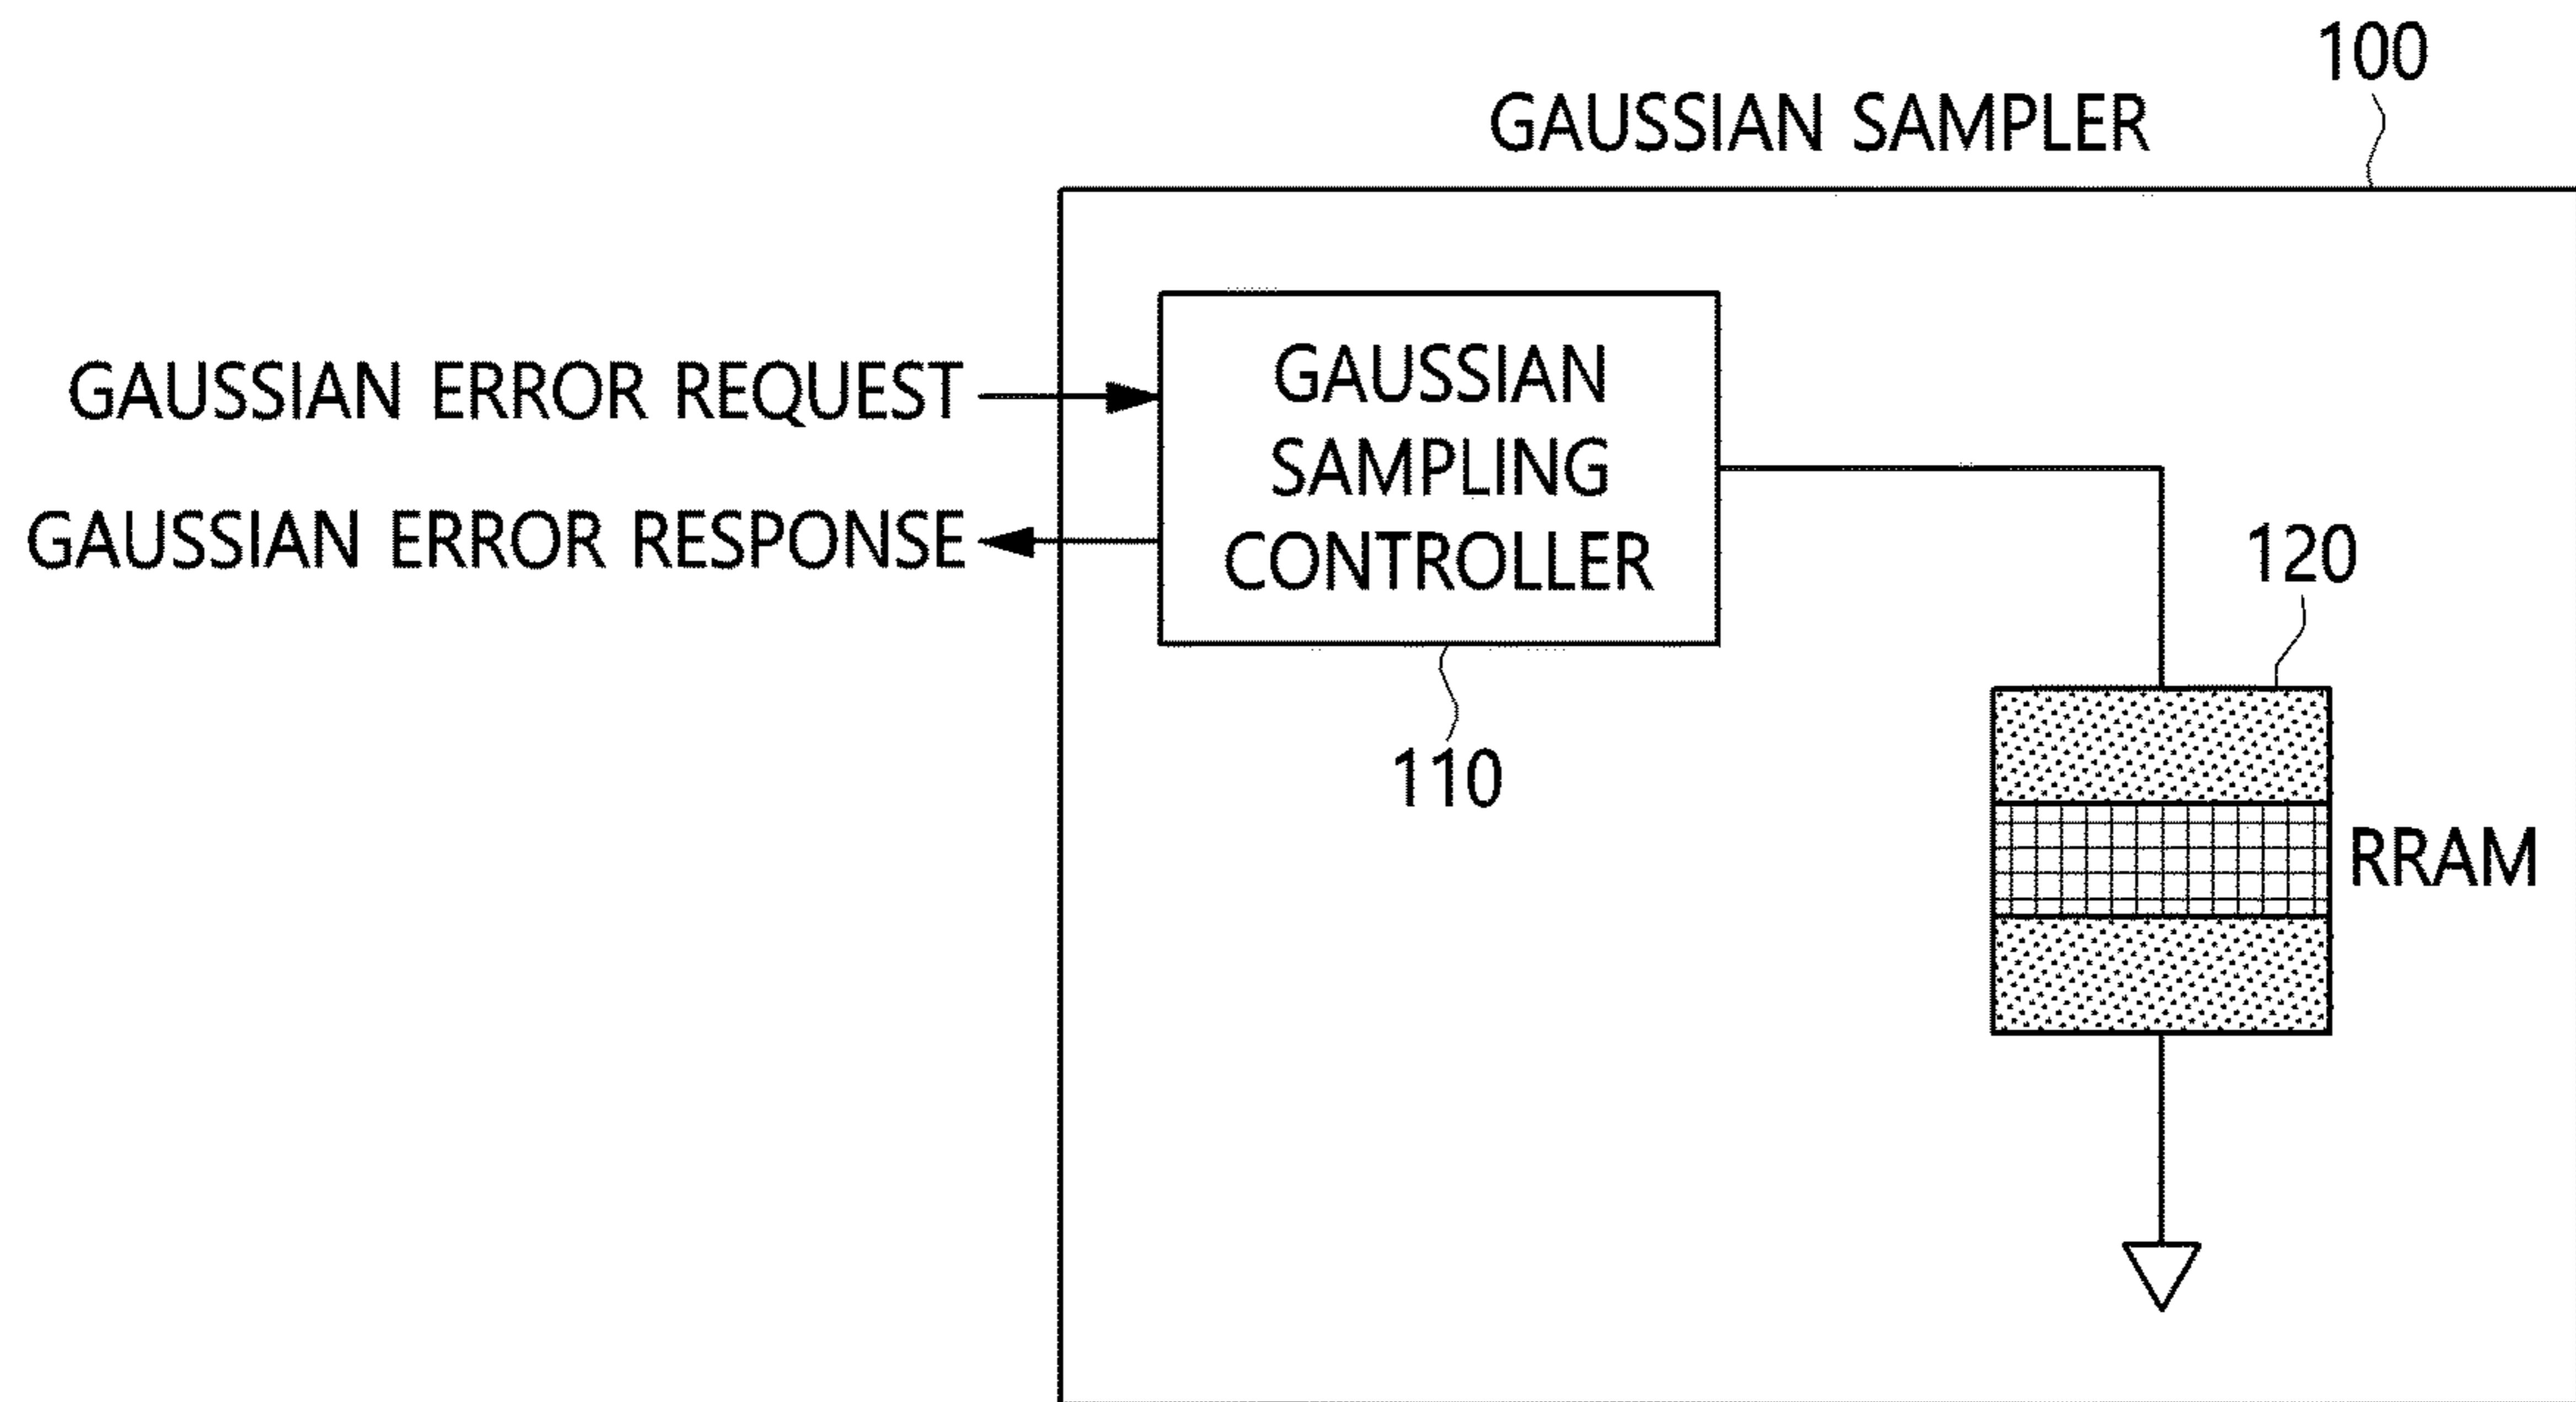 100
GAUSSIAN SAMPLER
GAUSSIAN ERROR REQUEST
GAUSSIAN ERROR RESPONSE
GAUSSIAN
SAMPLING
CONTROLLER
110
120
RRAM